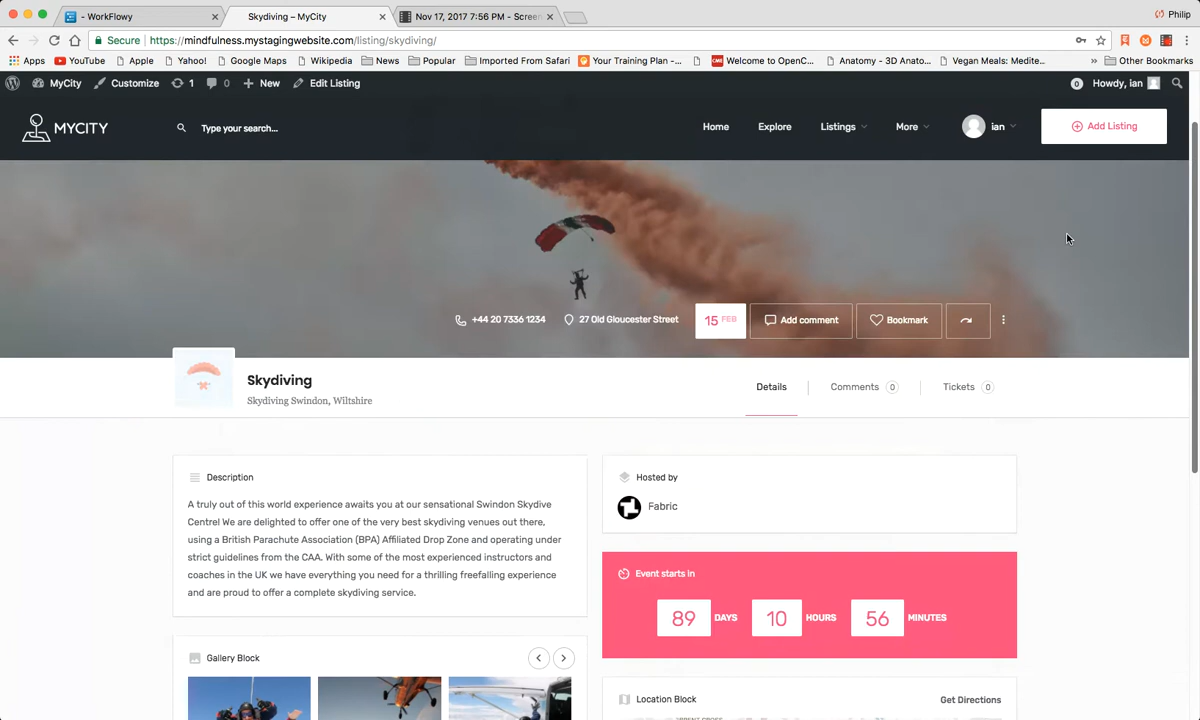 - WorkFlowy
Skydiving – MyCity
Nov 17, 2017 7:56 PM - Screen
Philip
Secure
https://mindfulness.mystagingwebsite.com/listing/skydiving/
Apps
YouTube
Apple
Yahoo!
Google Maps
Wikipedia
News
Popular
Imported From Safari
Your Training Plan -...
Welcome to OpenC...
Anatomy - 3D Anato...
Vegan Meals: Medite...
Other Bookmarks
MyCity
Customize
1
0
New
Edit Listing
0
Howdy, ian
MYCITY
Type your search...
Home
Explore
Listings
More
ian
Add Listing
+44 20 7336 1234
27 Old Gloucester Street
15 FEB
Add comment
Bookmark
Skydiving
Skydiving Swindon, Wiltshire
Details
Comments 0
Tickets 0
Description
A truly out of this world experience awaits you at our sensational Swindon Skydive
Centre! We are delighted to offer one of the very best skydiving venues out there,
using a British Parachute Association (BPA) Affiliated Drop Zone and operating under
strict guidelines from the CAA. With some of the most experienced instructors and
coaches in the UK we have everything you need for a thrilling freefalling experience
and are proud to offer a complete skydiving service.
Hosted by
Fabric
Event starts in
89 DAYS 10 HOURS 56 MINUTES
Gallery Block
Location Block
Get Directions